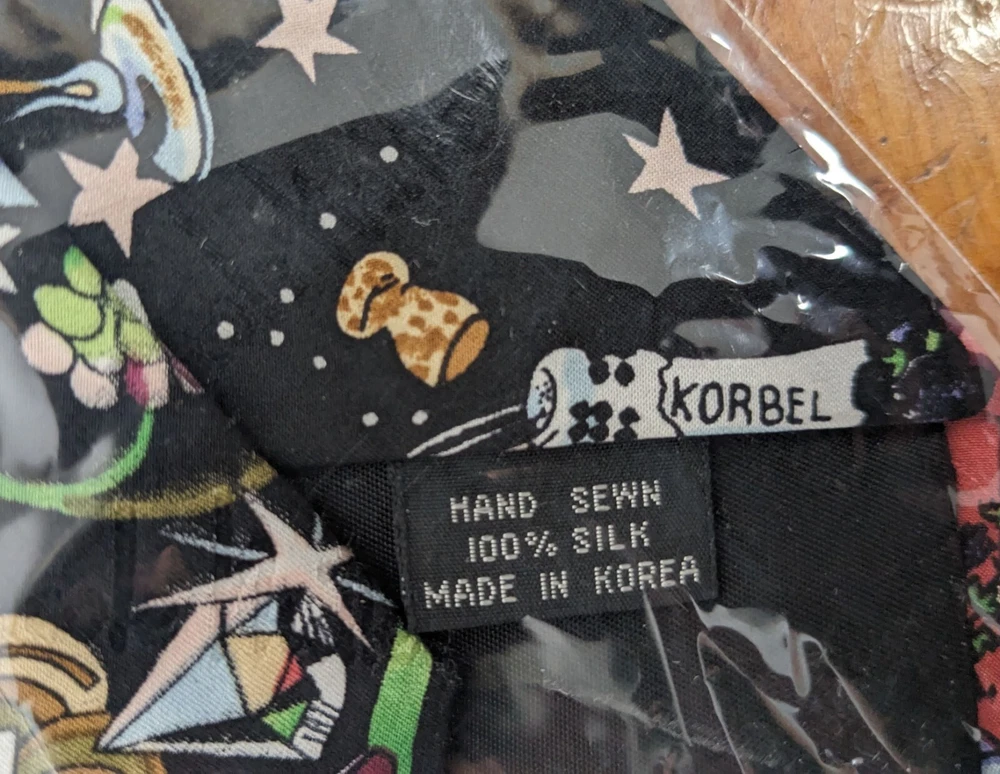 KORBEL
HAND SEWN
100% SILK
MADE IN KOREA